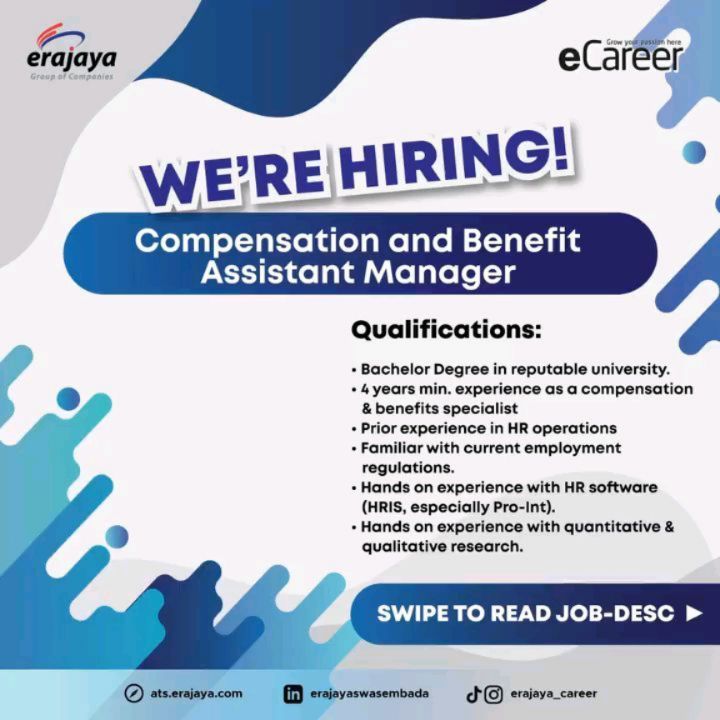 erajaya
Group of Companies
Grow your passion here
eCareer
WE'RE HIRING!
Compensation and Benefit
Assistant Manager
Qualifications:
• Bachelor Degree in reputable university.
• 4 years min. experience as a compensation
& benefits specialist
• Prior experience in HR operations
• Familiar with current employment
regulations.
• Hands on experience with HR software
(HRIS, especially Pro-Int).
• Hands on experience with quantitative &
qualitative research.
SWIPE TO READ JOB-DESC
ats.erajaya.com
in erajayaswasembada
erajaya_career